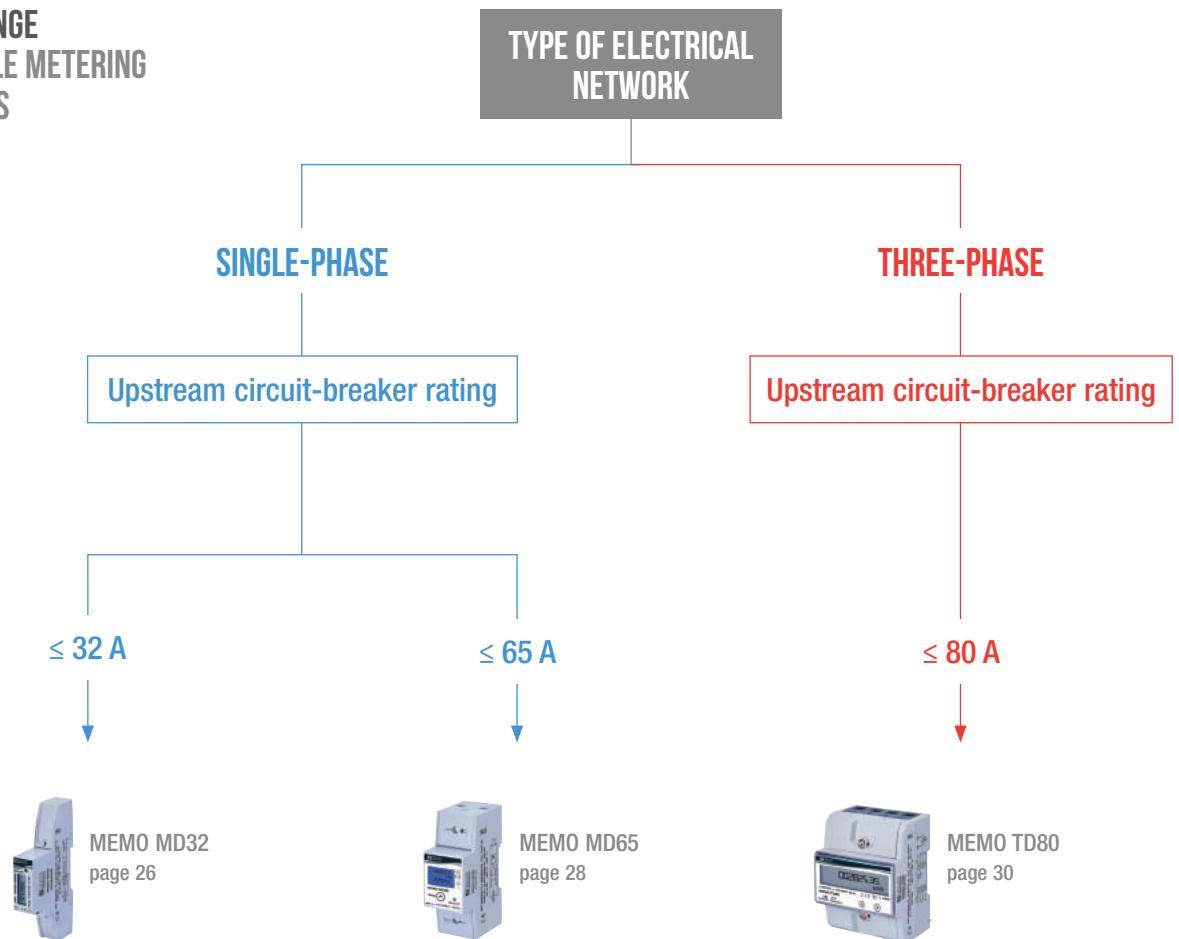 NGE
LE METERING
S
TYPE OF ELECTRICAL
NETWORK
SINGLE-PHASE
THREE-PHASE
Upstream circuit-breaker rating
Upstream circuit-breaker rating
≤ 32 A
≤ 65 A
≤ 80 A
MEMO MD32
page 26
MEMO MD65
page 28
MEMO TD80
page 30